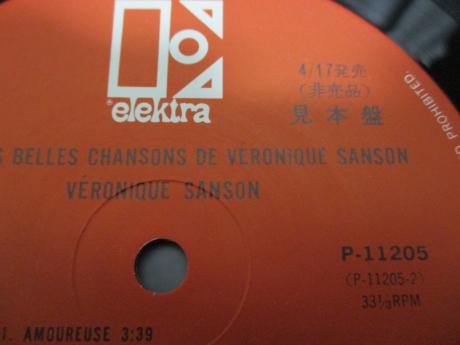 elektra
4/17発売
(非売品)
見本盤
S BELLES CHANSONS DE VERONIQUE SANSON
VÉRONIQUE SANSON
P-11205
(P-11205-2)
33⅓RPM
1. AMOUREUSE 3:39
PROHIBITED.